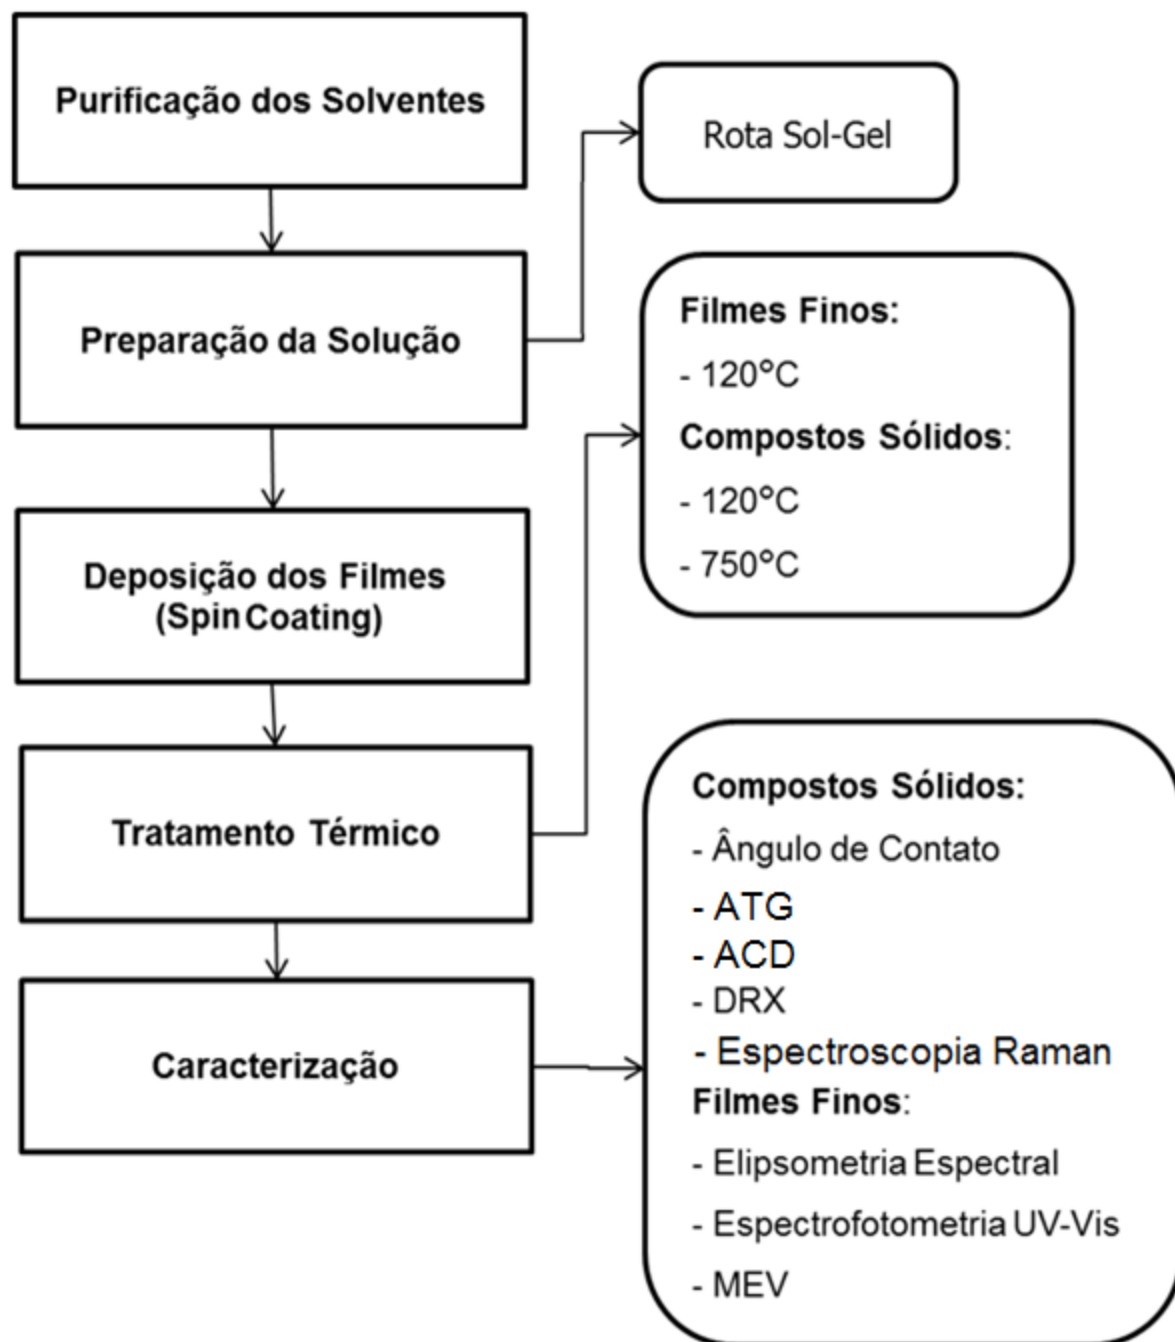 Purificação dos Solventes
Rota Sol-Gel
Preparação da Solução
Filmes Finos:
- 120°C
Compostos Sólidos:
- 120°C
- 750°C
Deposição dos Filmes
(Spin Coating)
Tratamento Térmico
Compostos Sólidos:
- Ângulo de Contato
- ATG
- ACD
- DRX
- Espectroscopia Raman
Filmes Finos:
- Elipsometria Espectral
- Espectrofotometria UV-Vis
- MEV
Caracterização